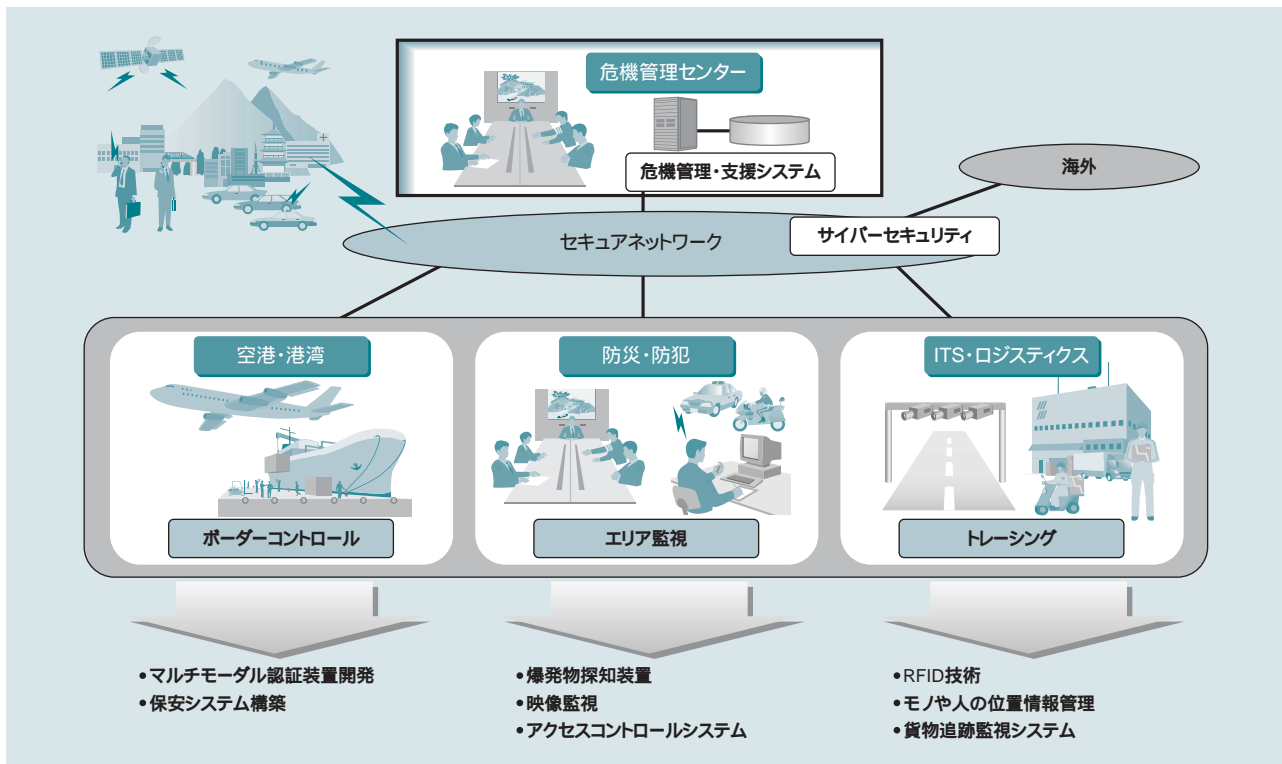 危機管理センター
危機管理・支援システム
海外
セキュアネットワーク
サイバーセキュリティ
空港・港湾
ボーダーコントロール
防災・防犯
エリア監視
ITS・ロジスティクス
トレーシング
•マルチモーダル認証装置開発
•保安システム構築
•爆発物探知装置
•映像監視
•アクセスコントロールシステム
•RFID技術
•モノや人の位置情報管理
•貨物追跡監視システム